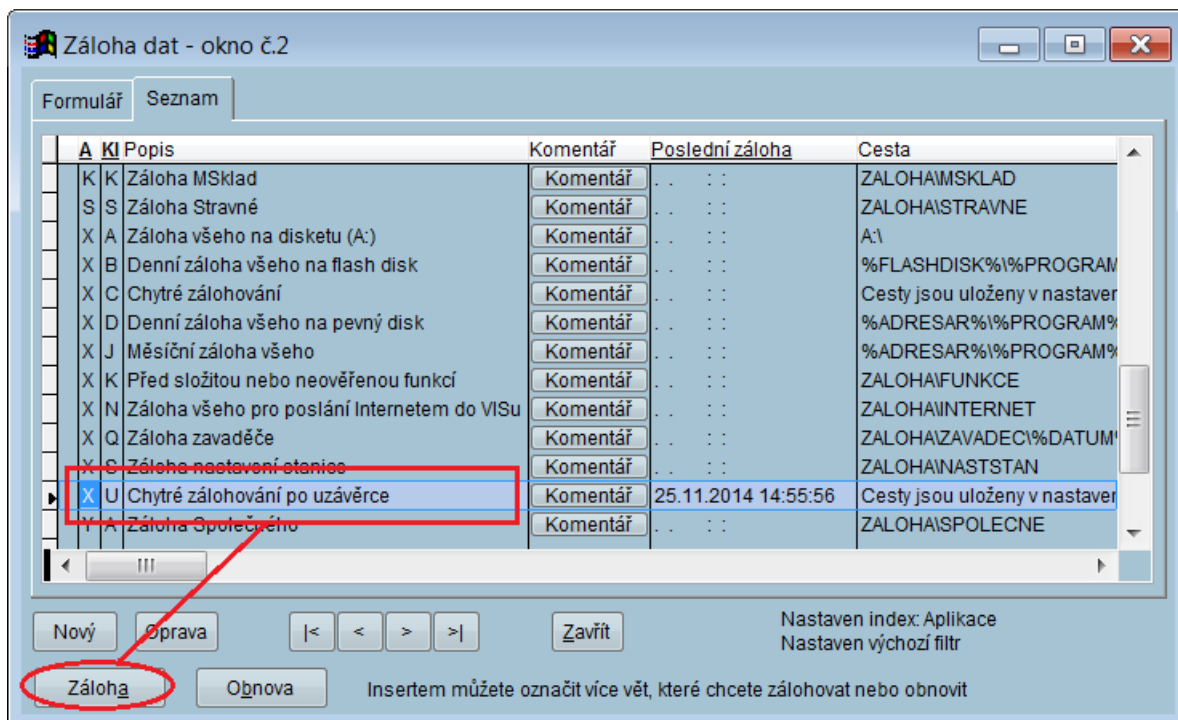 Záloha dat - okno č.2
Formulář Seznam
A Kl Popis Komentář Poslední záloha Cesta
K K Záloha MSklad Komentář . . : : ZALOHA\MSKLAD
S S Záloha Stravné Komentář . . : : ZALOHA\STRAVNE
X A Záloha všeho na disketu (A:) Komentář . . : : A:\
X B Denní záloha všeho na flash disk Komentář . . : : %FLASHDISK%\%PROGRAM
X C Chytré zálohování Komentář . . : : Cesty jsou uloženy v nastaven
X D Denní záloha všeho na pevný disk Komentář . . : : %ADRESAR%\%PROGRAM%
X J Měsíční záloha všeho Komentář . . : : %ADRESAR%\%PROGRAM%
X K Před složitou nebo neověřenou funkcí Komentář . . : : ZALOHA\FUNKCE
X N Záloha všeho pro poslání Internetem do VISu Komentář . . : : ZALOHA\INTERNET
X Q Záloha zavaděče Komentář . . : : ZALOHA\ZAVADEC\%DATUM%
X S Záloha nastavení stanice Komentář . . : : ZALOHA\NASTSTAN
X U Chytré zálohování po uzávěrce Komentář 25.11.2014 14:55:56 Cesty jsou uloženy v nastaven
Y A Záloha Společného Komentář . . : : ZALOHA\SPOLECNE
Nový Oprava |< < > >| Zavřít Nastaven index: Aplikace
Nastaven výchozí filtr
Záloha Obnova Insertem můžete označit více vět, které chcete zálohovat nebo obnovit